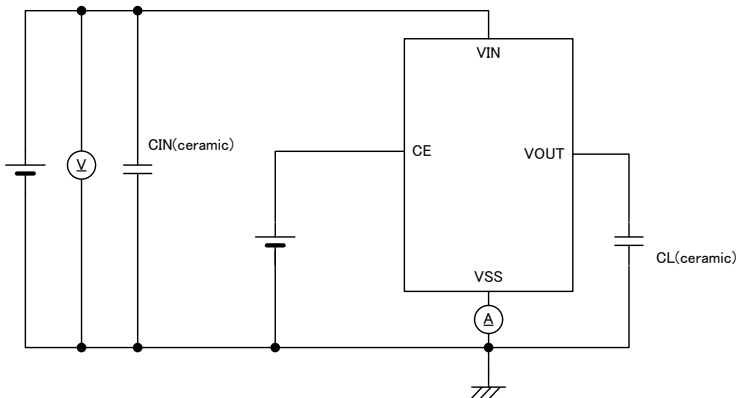 VIN
CIN(ceramic)
V
CE
VOUT
CL(ceramic)
VSS
A